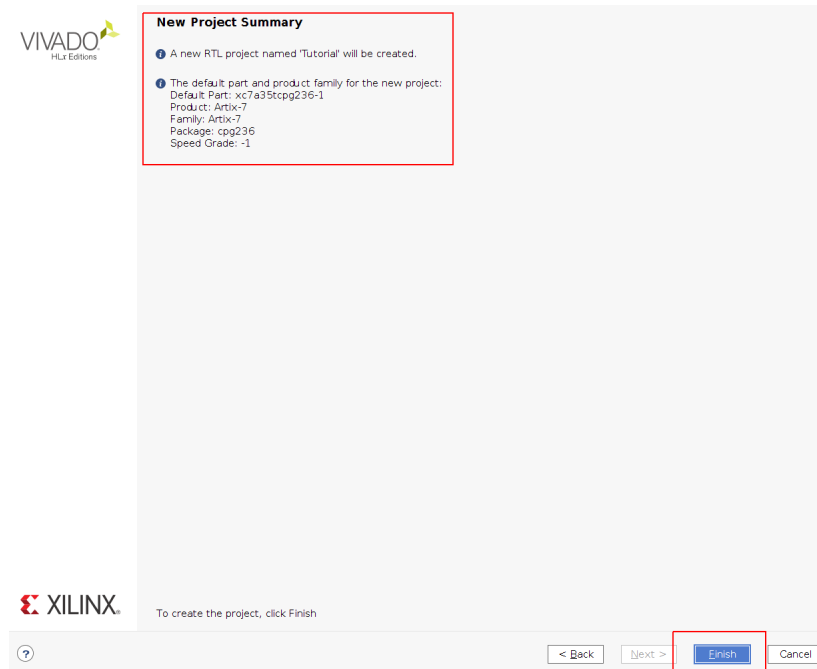 VIVADO
HLx Editions
New Project Summary
A new RTL project named 'Tutorial' will be created.
The default part and product family for the new project:
Default Part: xc7a35tcpg236-1
Product: Artix-7
Family: Artix-7
Package: cpg236
Speed Grade: -1
XILINX
To create the project, click Finish
?
< Back
Next >
Finish
Cancel